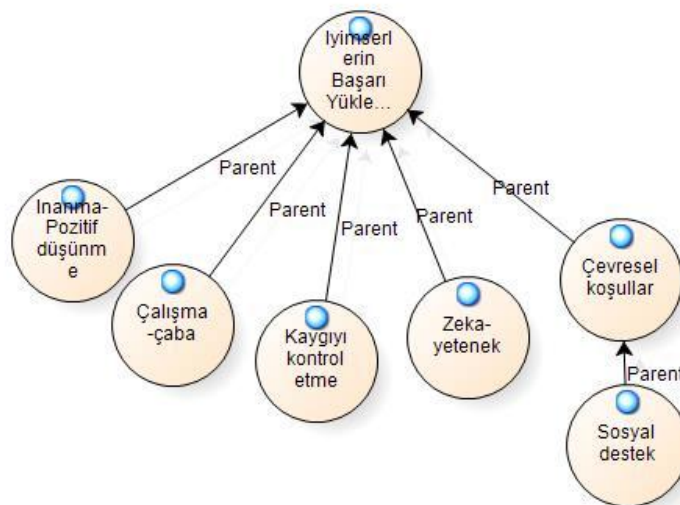 Iyimserl
erin
Başarı
Yükle...
Parent
Inanma-
Pozitif
düşünm
e
Parent
Parent
Parent
Parent
Çevresel
koşullar
Çalışma
-çaba
Kaygıyı
kontrol
etme
Zeka-
yetenek
Parent
Sosyal
destek